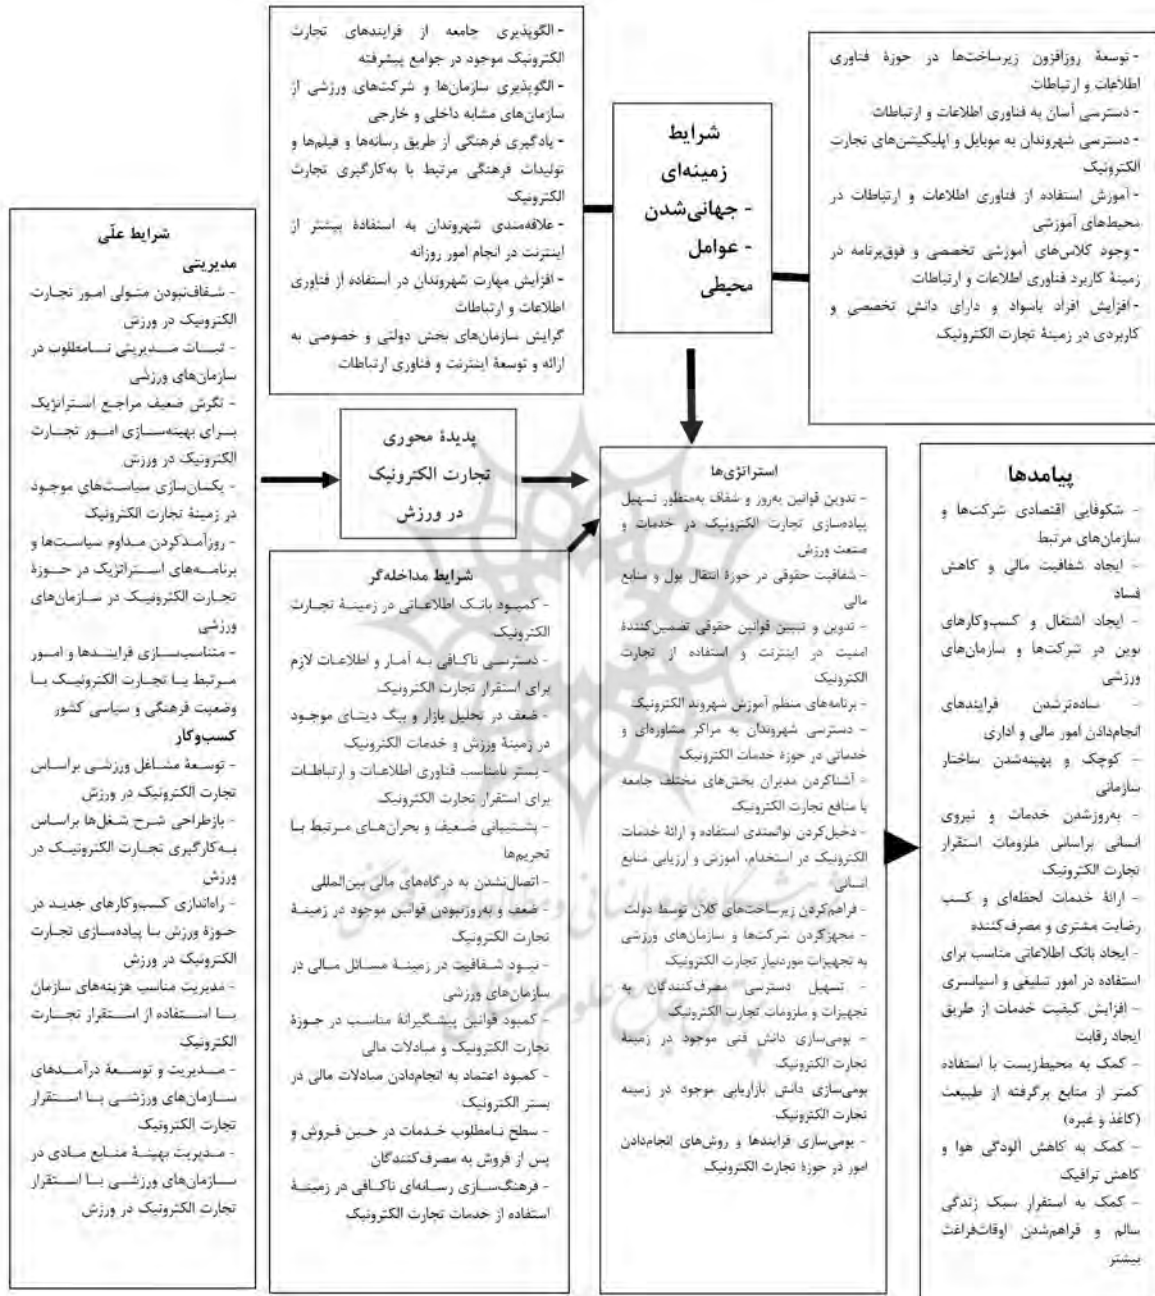 - الگوپذیری جامعه از فرایندهای تجارت
الکترونیک موجود در جوامع پیشرفته
- الگوپذیری سازمان‌ها و شرکت‌های ورزشی از
سازمان‌های مشابه داخلی و خارجی
- یادگیری فرهنگی از طریق رسانه‌ها و فیلم‌ها و
تولیدات فرهنگی مرتبط با به‌کارگیری تجارت
الکترونیک
- علاقه‌مندی شهروندان به استفادۀ بیشتر از
اینترنت در انجام امور روزانه
- افزایش مهارت شهروندان در استفاده از فناوری
اطلاعات و ارتباطات
گرایش سازمان‌های بخش دولتی و خصوصی به
ارائه و توسعۀ اینترنت و فناوری ارتباطات
شرایط
زمینه‌ای
- جهانی‌شدن
- عوامل
محیطی
- توسعۀ روزافزون زیرساخت‌ها در حوزۀ فناوری
اطلاعات و ارتباطات
- دسترسی آسان به فناوری اطلاعات و ارتباطات
- دسترسی شهروندان به موبایل و اپلیکیشن‌های تجارت
الکترونیک
- آموزش استفاده از فناوری اطلاعات و ارتباطات در
محیط‌های آموزشی
- وجود کلاس‌های آموزشی تخصصی و فوق‌برنامه در
زمینۀ کاربرد فناوری اطلاعات و ارتباطات
- افزایش افراد باسواد و دارای دانش تخصصی و
کاربردی در زمینۀ تجارت الکترونیک
شرایط علّی
مدیریتی
- شفاف‌نبودن متولی امور تجارت
الکترونیک در ورزش
- ثبات مدیریتی نامطلوب در
سازمان‌های ورزشی
- نگرش ضعیف مراجع استراتژیک
برای بهینه‌سازی امور تجارت
الکترونیک در ورزش
- یکسان‌سازی سیاست‌های موجود
در زمینۀ تجارت الکترونیک
- روزآمدکردن مداوم سیاست‌ها و
برنامه‌های استراتژیک در حوزۀ
تجارت الکترونیک در سازمان‌های
ورزشی
- متناسب‌سازی فرایندها و امور
مرتبط با تجارت الکترونیک با
وضعیت فرهنگی و سیاسی کشور
کسب‌وکار
- توسعۀ مشاغل ورزشی براساس
تجارت الکترونیک در ورزش
- بازطراحی شرح شغل‌ها براساس
به‌کارگیری تجارت الکترونیک در
ورزش
- راه‌اندازی کسب‌وکارهای جدید در
حوزۀ ورزش با پیاده‌سازی تجارت
الکترونیک در ورزش
- مدیریت مناسب هزینه‌های سازمان
با استفاده از استقرار تجارت
الکترونیک
- مدیریت و توسعۀ درآمدهای
سازمان‌های ورزشی با استقرار
تجارت الکترونیک
- مدیریت بهینۀ منابع مادی در
سازمان‌های ورزشی با استقرار
تجارت الکترونیک در ورزش
پدیدۀ محوری
تجارت الکترونیک
در ورزش
شرایط مداخله‌گر
- کمبود بانک اطلاعاتی در زمینۀ تجارت
الکترونیک
- دسترسی ناکافی به آمار و اطلاعات لازم
برای استقرار تجارت الکترونیک
- ضعف در تحلیل بازار و بیگ دیتای موجود
در زمینۀ ورزش و خدمات الکترونیک
- بستر نامناسب فناوری اطلاعات و ارتباطات
برای استقرار تجارت الکترونیک
- پشتیبانی ضعیف و بحران‌های مرتبط با
تحریم‌ها
- اتصال‌نشدن به درگاه‌های مالی بین‌المللی
- ضعف و به‌روزنبودن قوانین موجود در زمینۀ
تجارت الکترونیک
- نبود شفافیت در زمینۀ مسائل مالی در
سازمان‌های ورزشی
- کمبود قوانین پیشگیرانۀ مناسب در حوزۀ
تجارت الکترونیک و مبادلات مالی
- کمبود اعتماد به انجام‌دادن مبادلات مالی در
بستر الکترونیک
- سطح نامطلوب خدمات در حین فروش و
پس از فروش به مصرف‌کنندگان
- فرهنگ‌سازی رسانه‌ای ناکافی در زمینۀ
استفاده از خدمات تجارت الکترونیک
استراتژی‌ها
- تدوین قوانین به‌روز و شفاف به‌منظور تسهیل
پیاده‌سازی تجارت الکترونیک در خدمات و
صنعت ورزش
- شفافیت حقوقی در حوزۀ انتقال پول و منابع
مالی
- تدوین و تبیین قوانین حقوقی تضمین‌کنندۀ
امنیت در اینترنت و استفاده از تجارت
الکترونیک
- برنامه‌های منظم آموزش شهروند الکترونیک
- دسترسی شهروندان به مراکز مشاوره‌ای و
خدماتی در حوزۀ خدمات الکترونیک
- آشناکردن مدیران بخش‌های مختلف جامعه
با منافع تجارت الکترونیک
- دخیل‌کردن توانمندی استفاده و ارائۀ خدمات
الکترونیک در استخدام، آموزش و ارزیابی منابع
انسانی
- فراهم‌کردن زیرساخت‌های کلان توسط دولت
- مجهزکردن شرکت‌ها و سازمان‌های ورزشی
به تجهیزات موردنیاز تجارت الکترونیک
- تسهیل دسترسی مصرف‌کنندگان به
تجهیزات و ملزومات تجارت الکترونیک
- بومی‌سازی دانش فنی موجود در زمینۀ
تجارت الکترونیک
بومی‌سازی دانش بازاریابی موجود در زمینه
تجارت الکترونیک
- بومی‌سازی فرایندها و روش‌های انجام‌دادن
امور در حوزۀ تجارت الکترونیک
پیامدها
- شکوفایی اقتصادی شرکت‌ها و
سازمان‌های مرتبط
- ایجاد شفافیت مالی و کاهش
فساد
- ایجاد اشتغال و کسب‌وکارهای
نوین در شرکت‌ها و سازمان‌های
ورزشی
- ساده‌ترشدن فرایندهای
انجام‌دادن امور مالی و اداری
- کوچک و بهینه‌شدن ساختار
سازمانی
- به‌روزشدن خدمات و نیروی
انسانی براساس ملزومات استقرار
تجارت الکترونیک
- ارائۀ خدمات لحظه‌ای و کسب
رضایت مشتری و مصرف‌کننده
- ایجاد بانک اطلاعاتی مناسب برای
استفاده در امور تبلیغی و اسپانسری
- افزایش کیفیت خدمات از طریق
ایجاد رقابت
- کمک به محیط‌زیست با استفاده
کمتر از منابع برگرفته از طبیعت
(کاغذ و غیره)
- کمک به کاهش آلودگی هوا و
کاهش ترافیک
- کمک به استقرار سبک زندگی
سالم و فراهم‌شدن اوقات‌فراغت
بیشتر